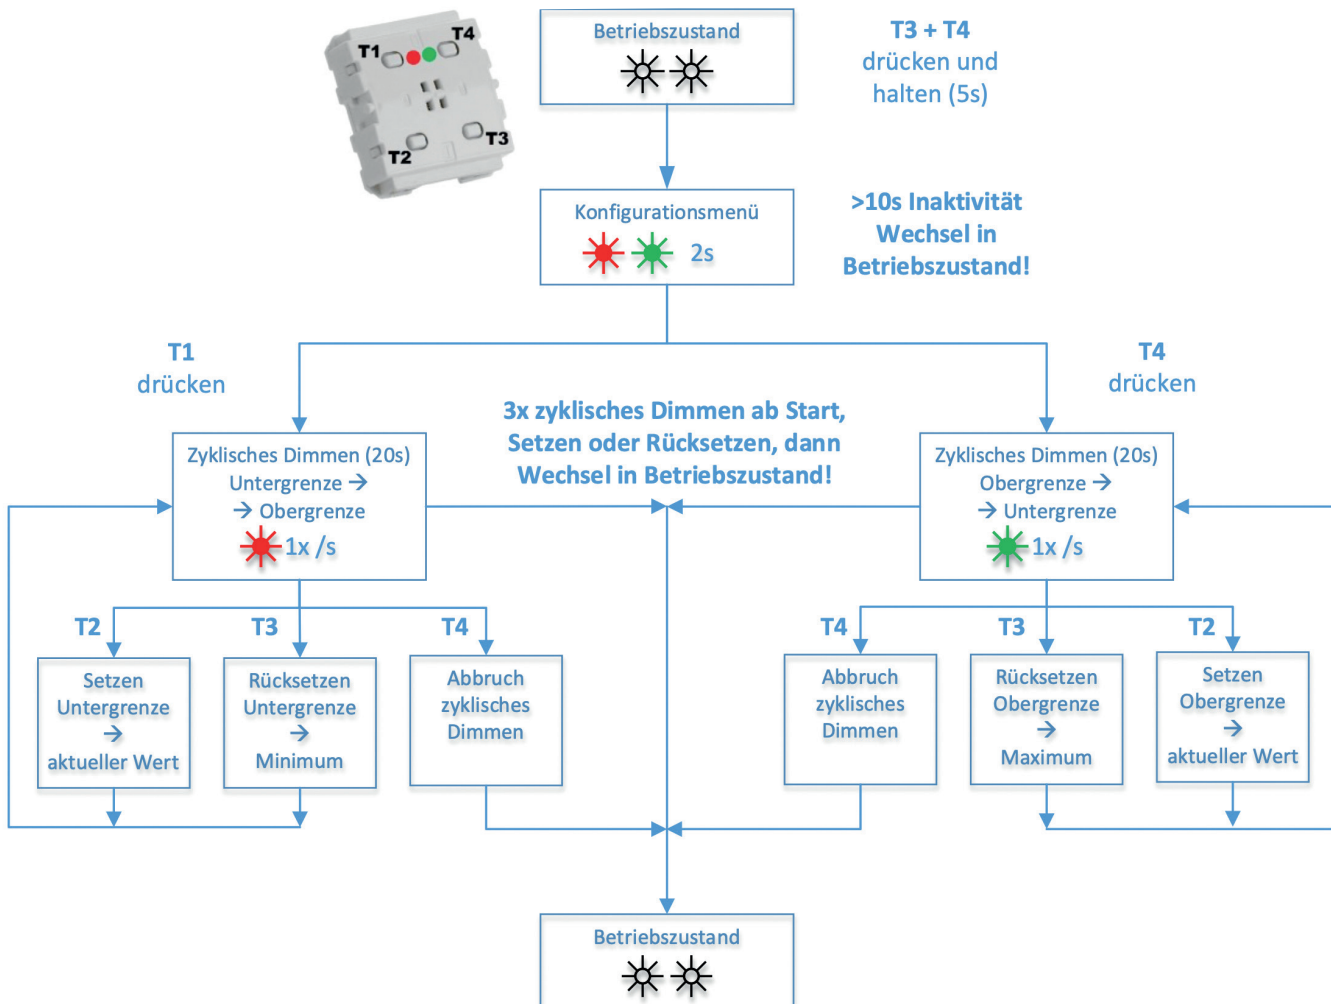 T1
T4
T2
T3
Betriebszustand
T3 + T4
drücken und
halten (5s)
Konfigurationsmenü
2s
>10s Inaktivität
Wechsel in
Betriebszustand!
T1
drücken
T4
drücken
3x zyklisches Dimmen ab Start,
Setzen oder Rücksetzen, dann
Wechsel in Betriebszustand!
Zyklisches Dimmen (20s)
Untergrenze →
→ Obergrenze
1x /s
Zyklisches Dimmen (20s)
Obergrenze →
→ Untergrenze
1x /s
T2
T3
T4
T4
T3
T2
Setzen
Untergrenze
→
aktueller Wert
Rücksetzen
Untergrenze
→
Minimum
Abbruch
zyklisches
Dimmen
Abbruch
zyklisches
Dimmen
Rücksetzen
Obergrenze
→
Maximum
Setzen
Obergrenze
→
aktueller Wert
Betriebszustand